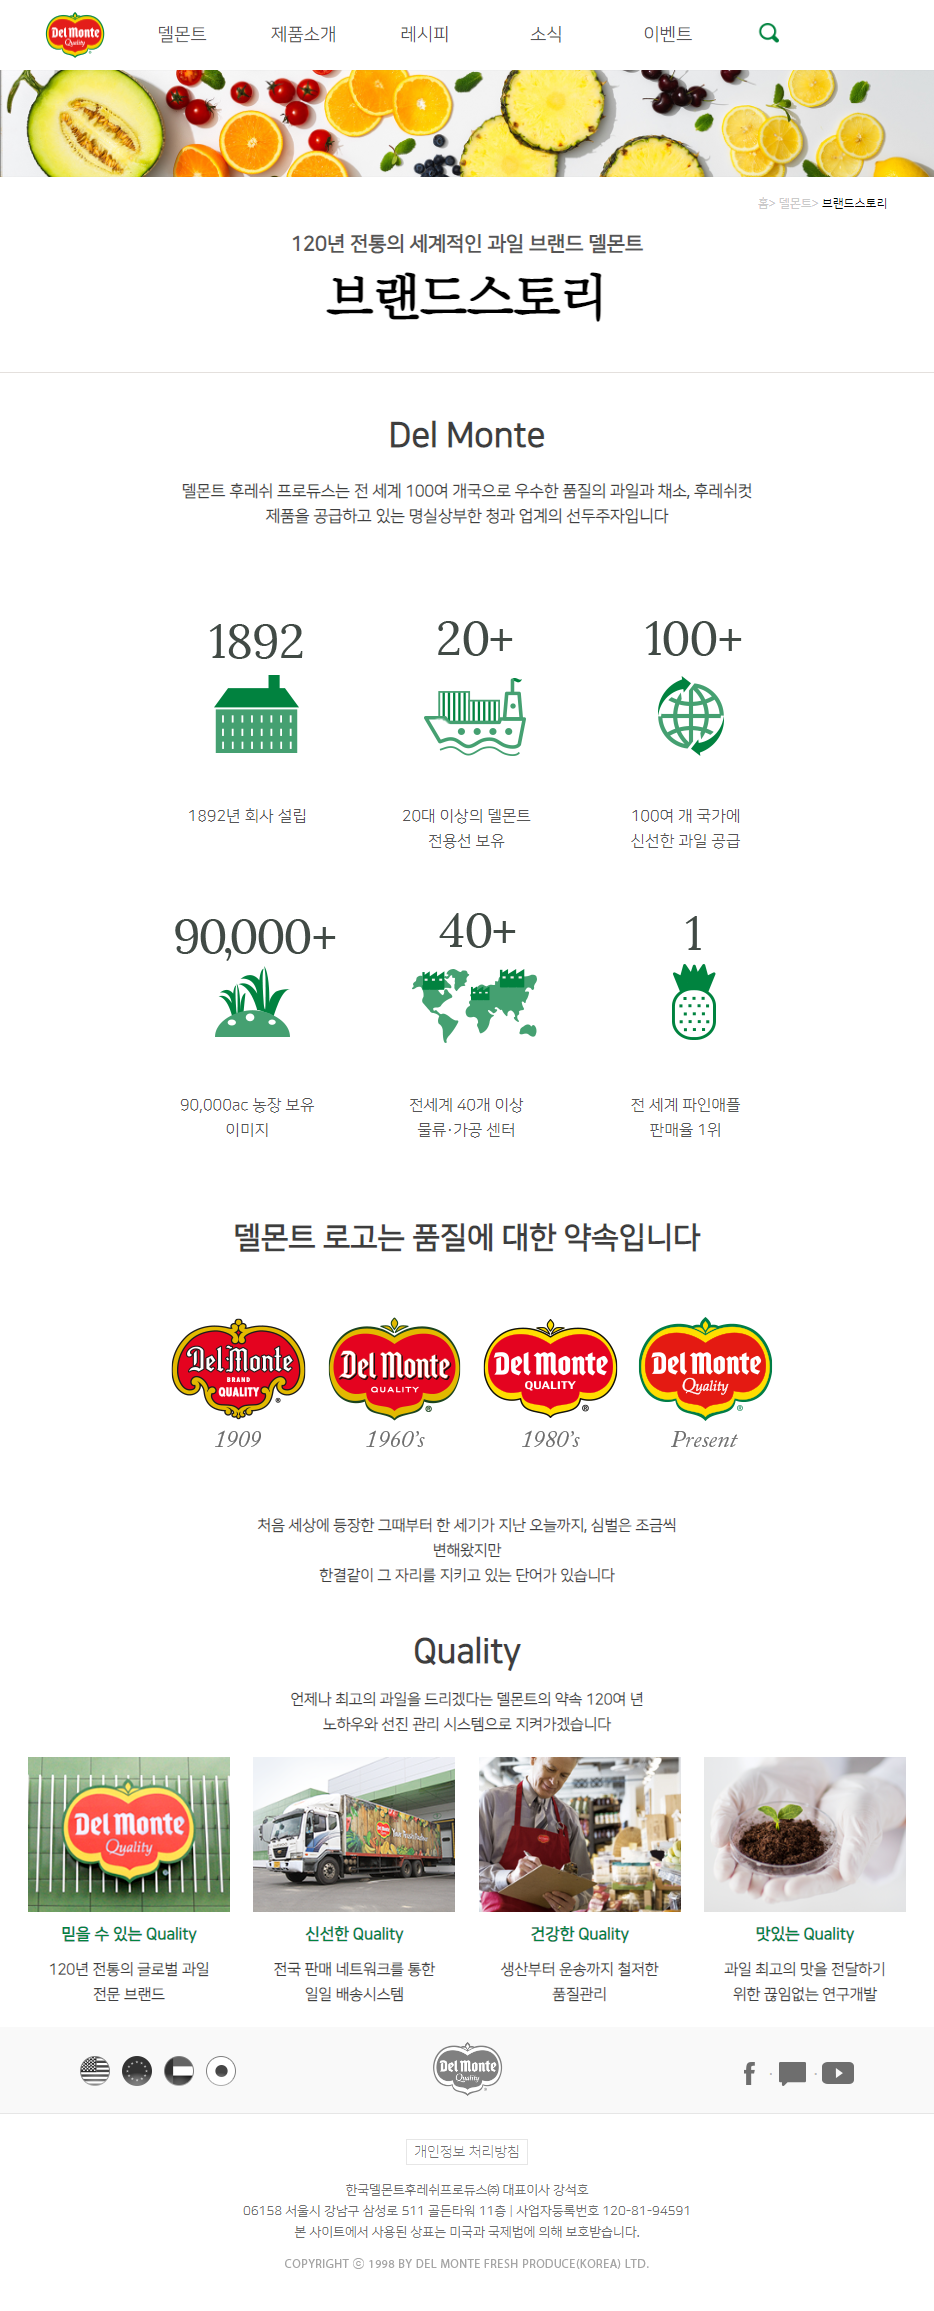 Del Monte
Quality
델몬트 제품소개 레시피 소식 이벤트
홈> 델몬트> 브랜드스토리
120년 전통의 세계적인 과일 브랜드 델몬트
브랜드스토리
Del Monte
델몬트 후레쉬 프로듀스는 전 세계 100여 개국으로 우수한 품질의 과일과 채소, 후레쉬컷
제품을 공급하고 있는 명실상부한 청과 업계의 선두주자입니다
1892 20+ 100+
1892년 회사 설립
20대 이상의 델몬트
전용선 보유
100여 개 국가에
신선한 과일 공급
90,000+ 40+ 1
90,000ac 농장 보유
이미지
전세계 40개 이상
물류·가공 센터
전 세계 파인애플
판매율 1위
델몬트 로고는 품질에 대한 약속입니다
Del Monte
BRAND
QUALITY
®
1909
Del Monte
QUALITY
®
1960's
Del Monte
QUALITY
®
1980's
Del Monte
Quality
®
Present
처음 세상에 등장한 그때부터 한 세기가 지난 오늘까지, 심벌은 조금씩
변해왔지만
한결같이 그 자리를 지키고 있는 단어가 있습니다
Quality
언제나 최고의 과일을 드리겠다는 델몬트의 약속 120여 년
노하우와 선진 관리 시스템으로 지켜가겠습니다
Del Monte
Quality
믿을 수 있는 Quality
120년 전통의 글로벌 과일
전문 브랜드
신선한 Quality
전국 판매 네트워크를 통한
일일 배송시스템
건강한 Quality
생산부터 운송까지 철저한
품질관리
맛있는 Quality
과일 최고의 맛을 전달하기
위한 끊임없는 연구개발
Del Monte
Quality
개인정보 처리방침
한국델몬트후레쉬프로듀스㈜ 대표이사 강석호
06158 서울시 강남구 삼성로 511 골든타워 11층 | 사업자등록번호 120-81-94591
본 사이트에서 사용된 상표는 미국과 국제법에 의해 보호받습니다.
COPYRIGHT ⓒ 1998 BY DEL MONTE FRESH PRODUCE(KOREA) LTD.